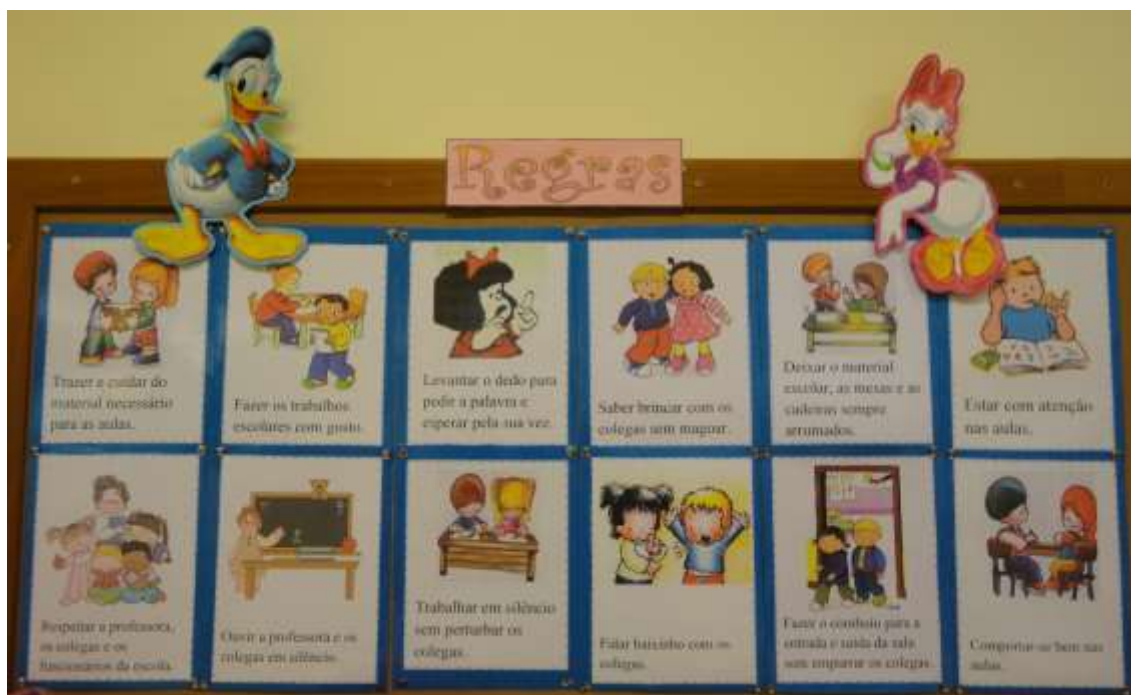 Regras
Trazer e cuidar do
material necessário
para as aulas.
Fazer os trabalhos
escolares com gosto.
Levantar o dedo para
pedir a palavra e
esperar pela sua vez.
Saber brincar com os
colegas sem magoar.
Deixar o material
escolar, as mesas e as
cadeiras sempre
arrumados.
Estar com atenção
nas aulas.
Respeitar a professora,
os colegas e os
funcionários da escola.
Ouvir a professora e os
colegas em silêncio.
Trabalhar em silêncio
sem perturbar os
colegas.
Falar baixinho com os
colegas.
Fazer o comboio para a
entrada e saída da sala
sem empurrar os colegas.
Comportar-se bem nas
aulas.